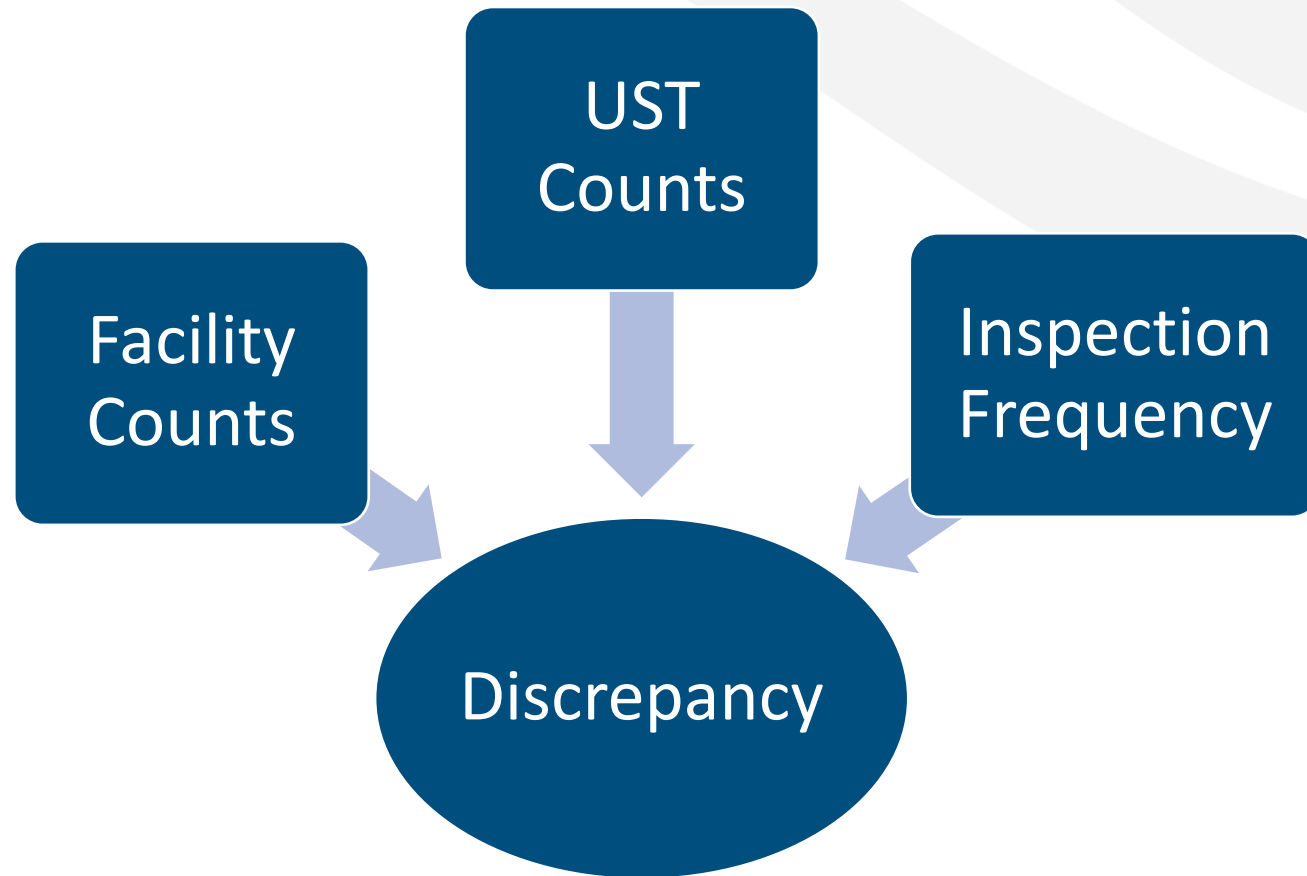 UST
Counts
Facility
Counts
Inspection
Frequency
Discrepancy